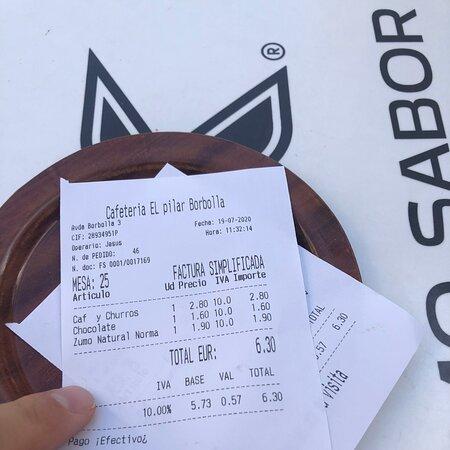 Cafeteria EL pilar Borbolla
Avda Borbolla 3
CIF: 28934951P
Fecha: 19-07-2020
Operario: Jesus
Hora: 11:32:14
N. de PEDIDO: 46
N. doc: FS 0001/0017169
MESA: 25 FACTURA SIMPLIFICADA
Articulo Ud Precio IVA Importe
Caf y Churros 1 2.80 10.0 2.80
Chocolate 1 1.60 10.0 1.60
Zumo Natural Norma 1 1.90 10.0 1.90
TOTAL EUR: 6.30
IVA BASE VAL TOTAL
10.00% 5.73 0.57 6.30
Pago ¡Efectivo¿
TOTAL
0.57 6.30
visita
®
SABOR